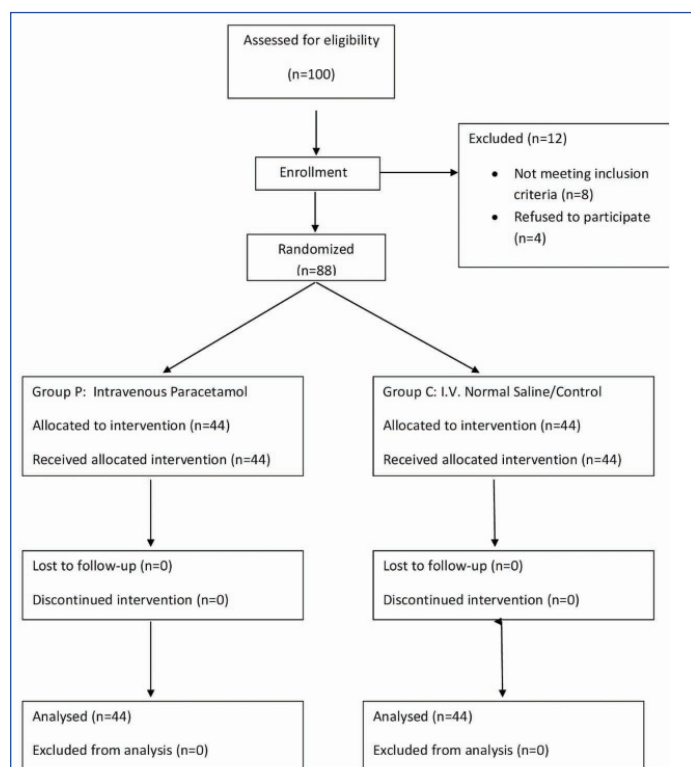 Assessed for eligibility
(n=100)
Enrollment
Excluded (n=12)
• Not meeting inclusion
criteria (n=8)
• Refused to participate
(n=4)
Randomized
(n=88)
Group P: Intravenous Paracetamol
Allocated to intervention (n=44)
Received allocated intervention (n=44)
Group C: I.V. Normal Saline/Control
Allocated to intervention (n=44)
Received allocated intervention (n=44)
Lost to follow-up (n=0)
Discontinued intervention (n=0)
Lost to follow-up (n=0)
Discontinued intervention (n=0)
Analysed (n=44)
Excluded from analysis (n=0)
Analysed (n=44)
Excluded from analysis (n=0)